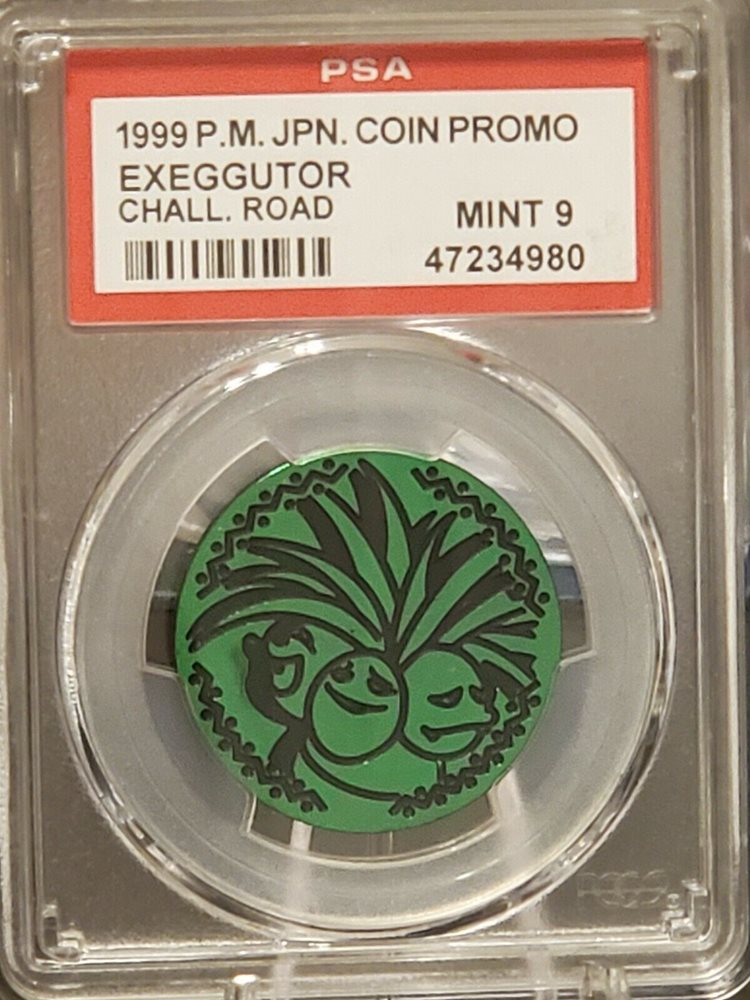 PSA
1999 P.M. JPN. COIN PROMO
EXEGGUTOR
CHALL. ROAD MINT 9
47234980